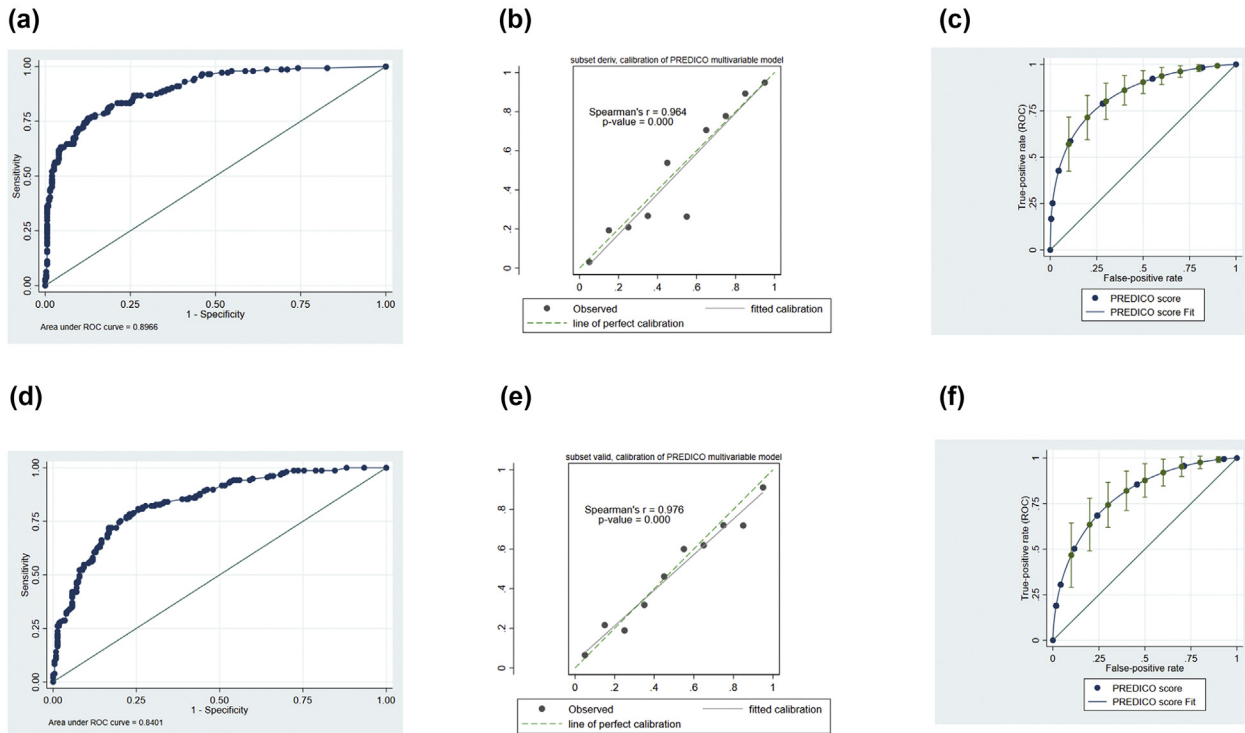 (a)
1.00
0.75
0.50
0.25
0.00
Sensitivity
0.00
0.25
0.50
0.75
1.00
1 - Specificity
Area under ROC curve = 0.8966
(b)
subset deriv, calibration of PREDICO multivariable model
Spearman's r = 0.964
p-value = 0.000
1
.8
.6
.4
.2
0
0
.2
.4
.6
.8
1
Observed
fitted calibration
line of perfect calibration
(c)
True-positive rate (ROC)
1
.75
.5
.25
0
0
.25
.5
.75
1
False-positive rate
PREDICO score
PREDICO score Fit
(d)
1.00
0.75
0.50
0.25
0.00
Sensitivity
0.00
0.25
0.50
0.75
1.00
1 - Specificity
Area under ROC curve = 0.8401
(e)
subset valid, calibration of PREDICO multivariable model
Spearman's r = 0.976
p-value = 0.000
1
.8
.6
.4
.2
0
0
.2
.4
.6
.8
1
Observed
fitted calibration
line of perfect calibration
(f)
True-positive rate (ROC)
1
.75
.5
.25
0
0
.25
.5
.75
1
False-positive rate
PREDICO score
PREDICO score Fit